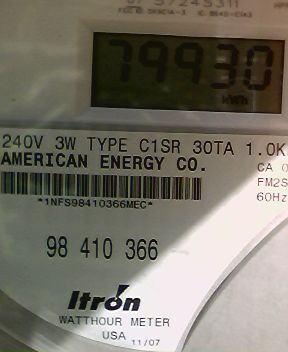 79930
kWh
240V 3W TYPE C1SR 30TA 1.0K
AMERICAN ENERGY CO.
CA 0
FM2S
60Hz
*1NFS98410366MEC*
98 410 366
Itron
WATTHOUR METER
USA 11/07